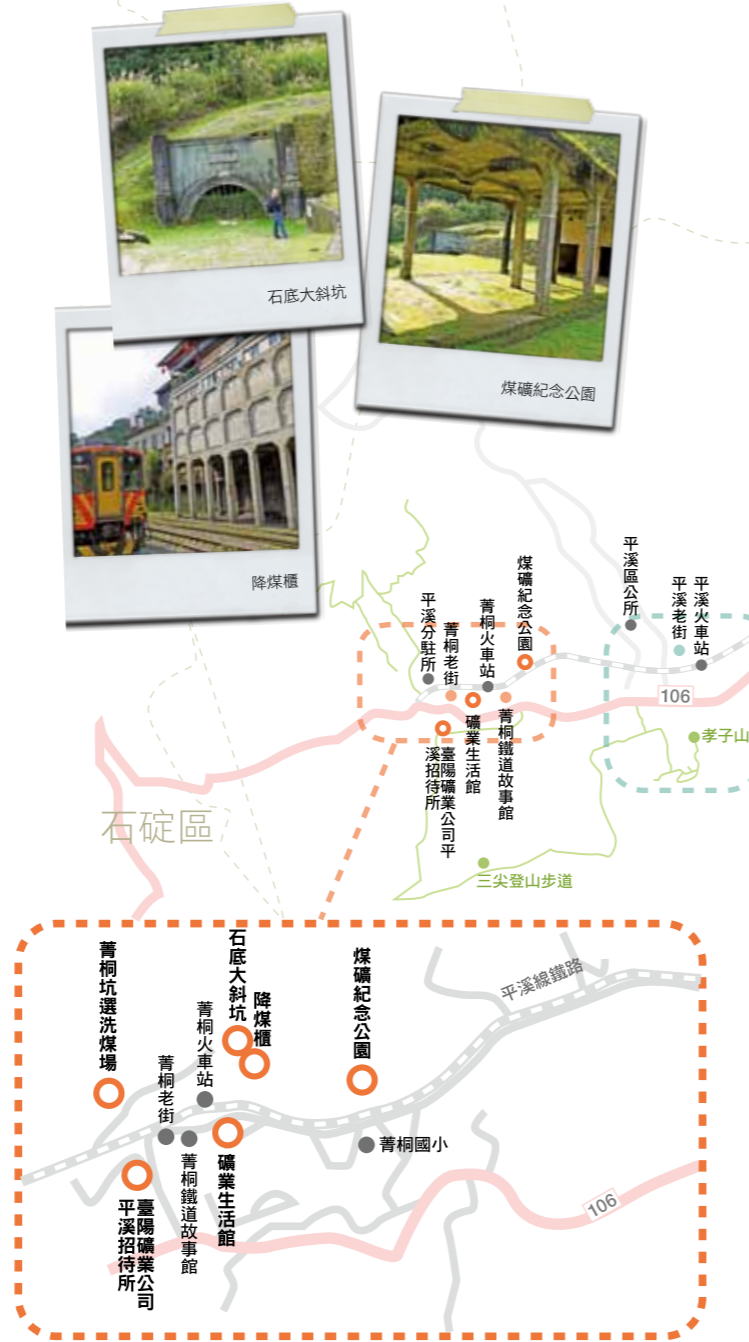 石底大斜坑
煤礦紀念公園
降煤櫃
平溪分駐所
菁桐老街
菁桐火車站
煤礦紀念公園
平溪區公所
平溪老街
平溪火車站
106
孝子山
臺陽礦業公司平
溪招待所
礦業生活館
菁桐鐵道故事館
石碇區
三尖登山步道
菁桐坑選洗煤場
石底大斜坑
降煤櫃
煤礦紀念公園
平溪線鐵路
菁桐火車站
菁桐老街
菁桐國小
礦業生活館
菁桐鐵道故事館
臺陽礦業公司
平溪招待所
106